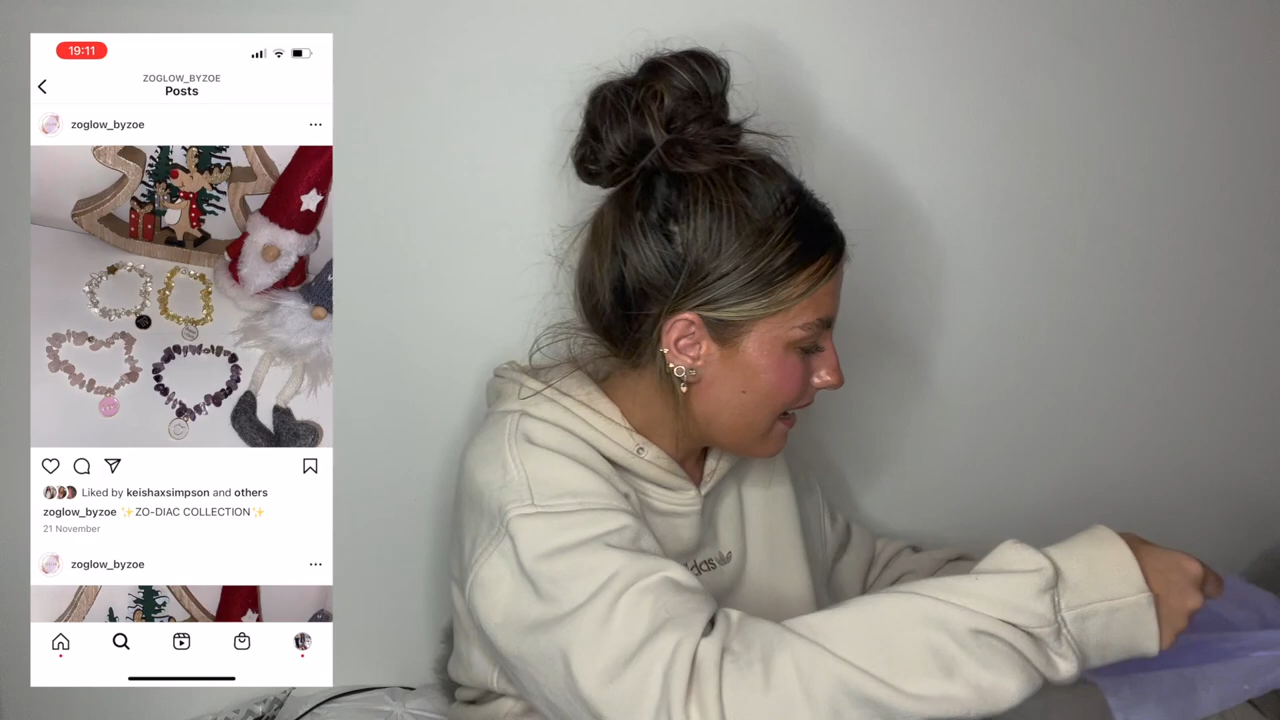 19:11
ZOGLOW_BYZOE
Posts
zoglow_byzoe
Liked by keishaxsimpson and others
zoglow_byzoe ✨ZO-DIAC COLLECTION✨
21 November
zoglow_byzoe